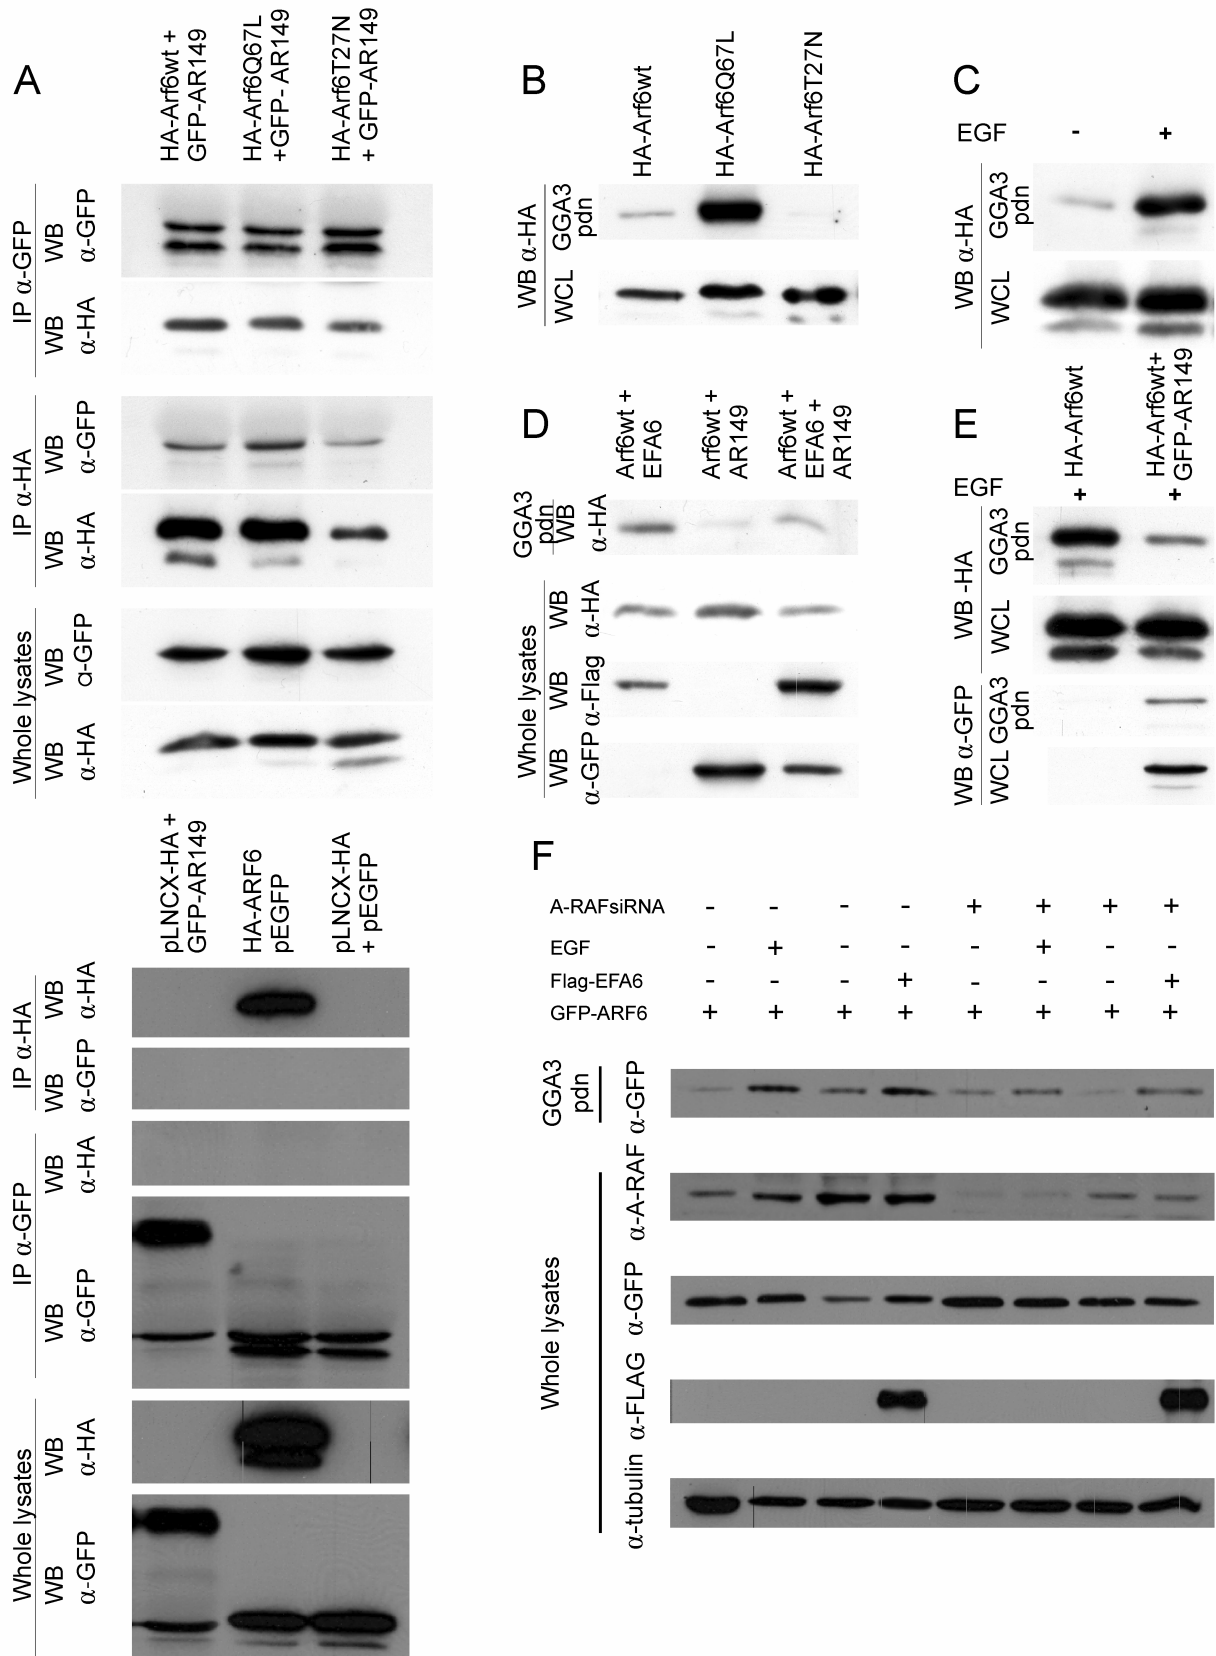 A
HA-Arf6wt +
GFP-AR149
HA-Arf6Q67L
+GFP- AR149
HA-Arf6T27N
+ GFP-AR149
IP α-GFP
WB
α-GFP
WB
α-HA
IP α-HA
WB
α-GFP
WB
α-HA
Whole lysates
WB
α-GFP
WB
α-HA
pLNCX-HA +
GFP-AR149
HA-ARF6
pEGFP
pLNCX-HA
+ pEGFP
IP α-HA
WB
α-HA
WB
α-GFP
IP α-GFP
WB
α-HA
WB
α-GFP
Whole lysates
WB
α-HA
WB
α-GFP
B
HA-Arf6wt
HA-Arf6Q67L
HA-Arf6T27N
WB α-HA
GGA3
pdn
WCL
C
EGF - +
WB α-HA
GGA3
pdn
WCL
D
Arf6wt +
EFA6
Arf6wt +
AR149
Arf6wt +
EFA6 +
AR149
GGA3
pdn
WB
α-HA
Whole lysates
WB
α-HA
WB
α-Flag
WB
α-GFP
E
HA-Arf6wt
HA-Arf6wt+
GFP-AR149
EGF + +
WB -HA
GGA3
pdn
WCL
WB α-GFP
GGA3
pdn
WCL
F
A-RAFsiRNA - - - - + + + +
EGF - + - - - + - -
Flag-EFA6 - - - + - - - +
GFP-ARF6 + + + + + + + +
GGA3
pdn
α-GFP
Whole lysates
α-A-RAF
α-GFP
α-FLAG
α-tubulin